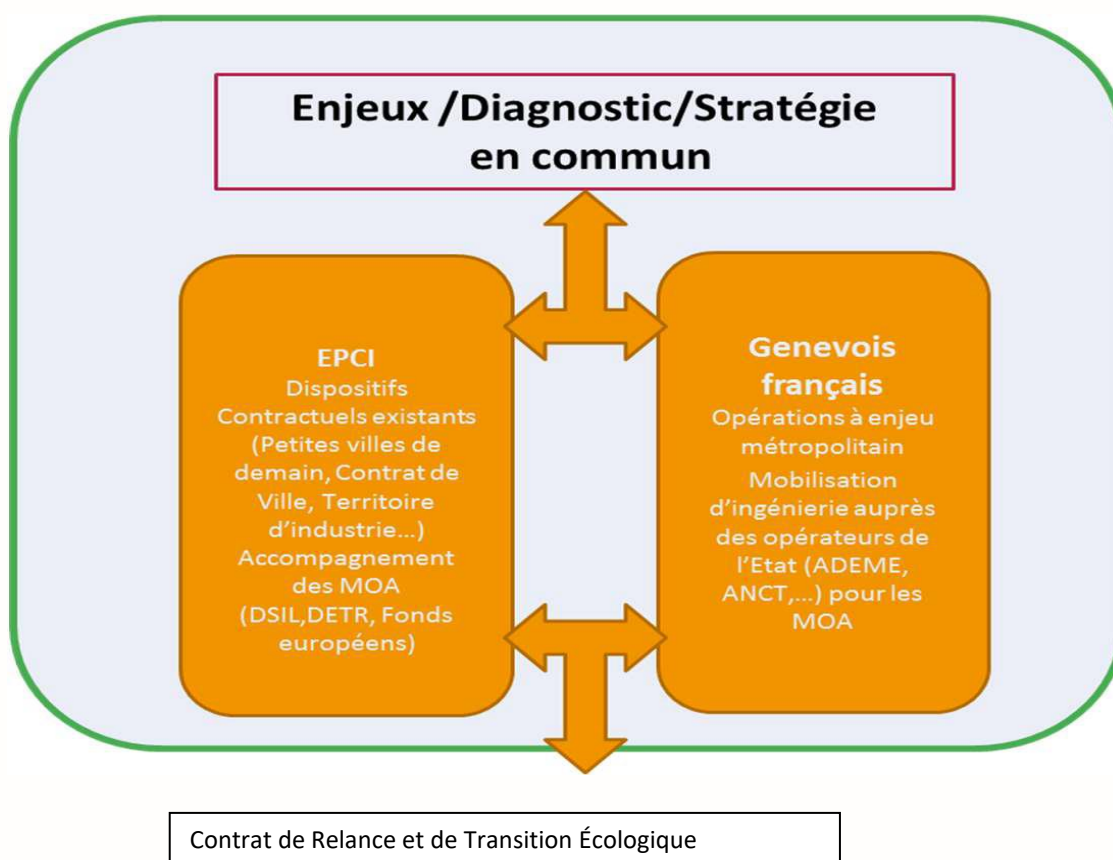 Enjeux /Diagnostic/Stratégie
en commun
EPCI
Dispositifs
Contractuels existants
(Petites villes de
demain, Contrat de
Ville, Territoire
d'industrie...)
Accompagnement
des MOA
(DSIL,DETR, Fonds
européens)
Genevois
français
Opérations à enjeu
métropolitain
Mobilisation
d'ingénierie auprès
des opérateurs de
l'Etat (ADEME,
ANCT,...) pour les
MOA
Contrat de Relance et de Transition Écologique